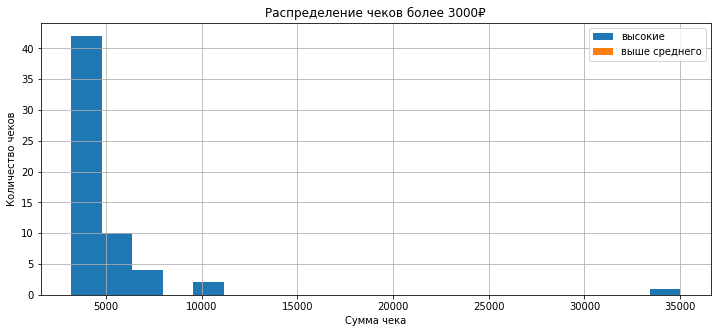 Распределение чеков более 3000₽
высокие
выше среднего
Количество чеков
40
35
30
25
20
15
10
5
0
5000 10000 15000 20000 25000 30000 35000
Сумма чека